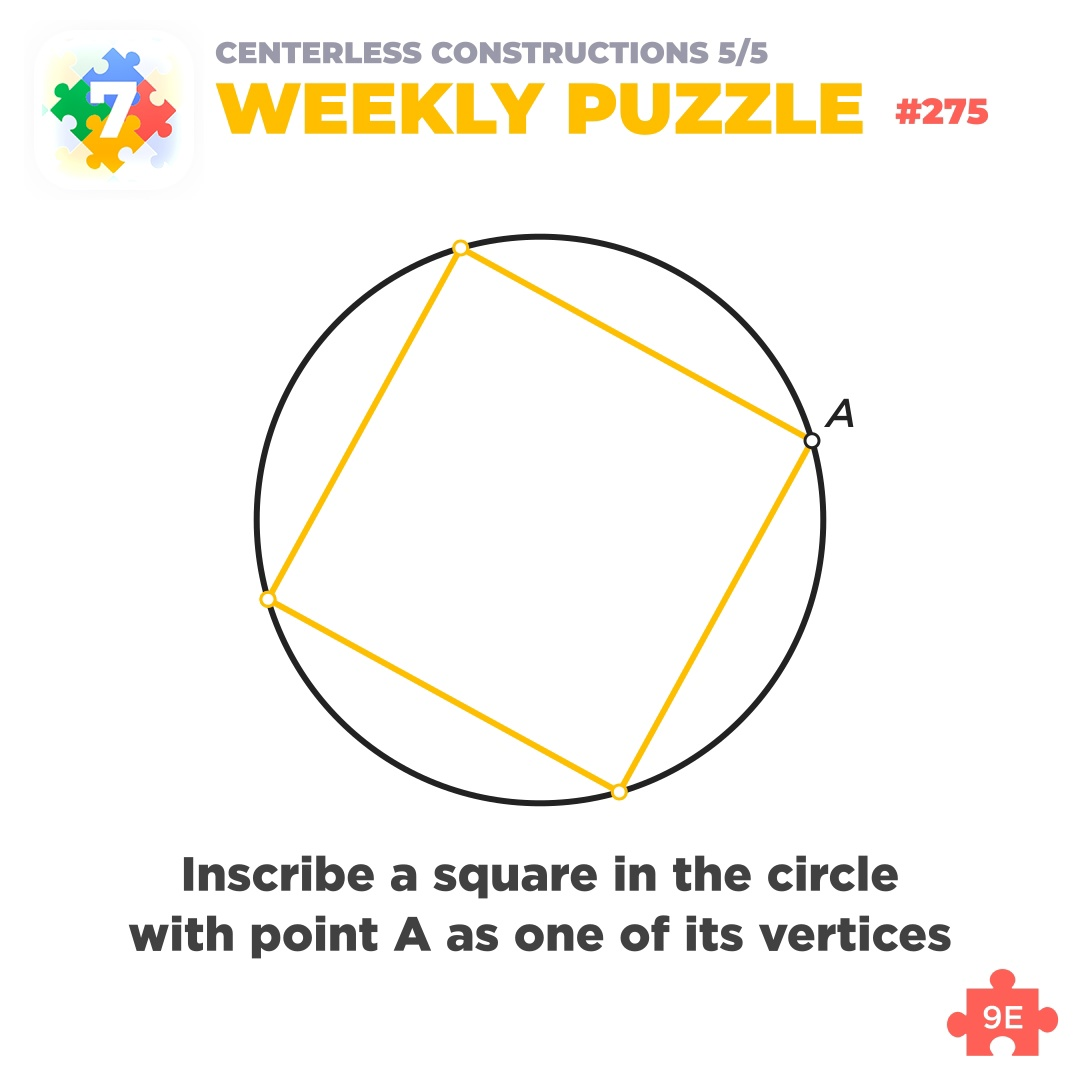 7
CENTERLESS CONSTRUCTIONS 5/5
WEEKLY PUZZLE #275
A
Inscribe a square in the circle
with point A as one of its vertices
9E